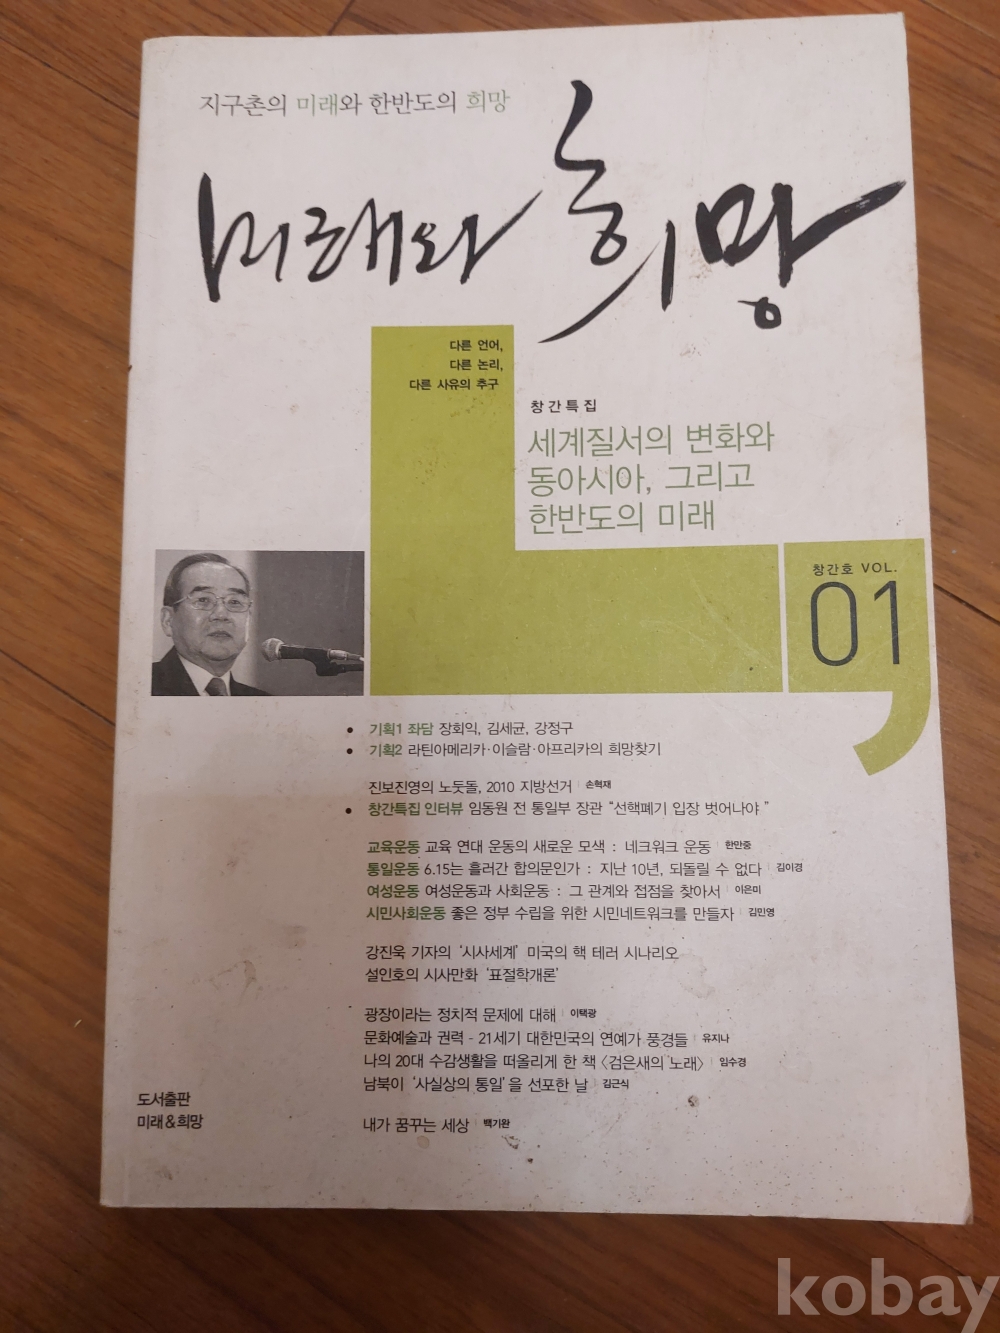 지구촌의 미래와 한반도의 희망
미래와 희망
다른 언어,
다른 논리,
다른 사유의 추구
창간특집
세계질서의 변화와
동아시아, 그리고
한반도의 미래
창간호 VOL.
01
• 기획1 좌담 장회익, 김세균, 강정구
• 기획2 라틴아메리카·이슬람·아프리카의 희망찾기
진보진영의 노둣돌, 2010 지방선거 | 손혁재
• 창간특집 인터뷰 임동원 전 통일부 장관 “선핵폐기 입장 벗어나야 ”
교육운동 교육 연대 운동의 새로운 모색 : 네크워크 운동 | 한만중
통일운동 6.15는 흘러간 합의문인가 : 지난 10년, 되돌릴 수 없다 | 김이경
여성운동 여성운동과 사회운동 : 그 관계와 접점을 찾아서 | 이은미
시민사회운동 좋은 정부 수립을 위한 시민네트워크를 만들자 | 김민영
강진욱 기자의 ‘시사세계’ 미국의 핵 테러 시나리오
설인호의 시사만화 ‘표절학개론’
광장이라는 정치적 문제에 대해 | 이택광
문화예술과 권력 - 21세기 대한민국의 연예가 풍경들 | 유지나
나의 20대 수감생활을 떠올리게 한 책 〈검은새의 노래〉 | 임수경
남북이 ‘사실상의 통일’을 선포한 날 | 김근식
내가 꿈꾸는 세상 | 백기완
도서출판
미래&희망
kobay